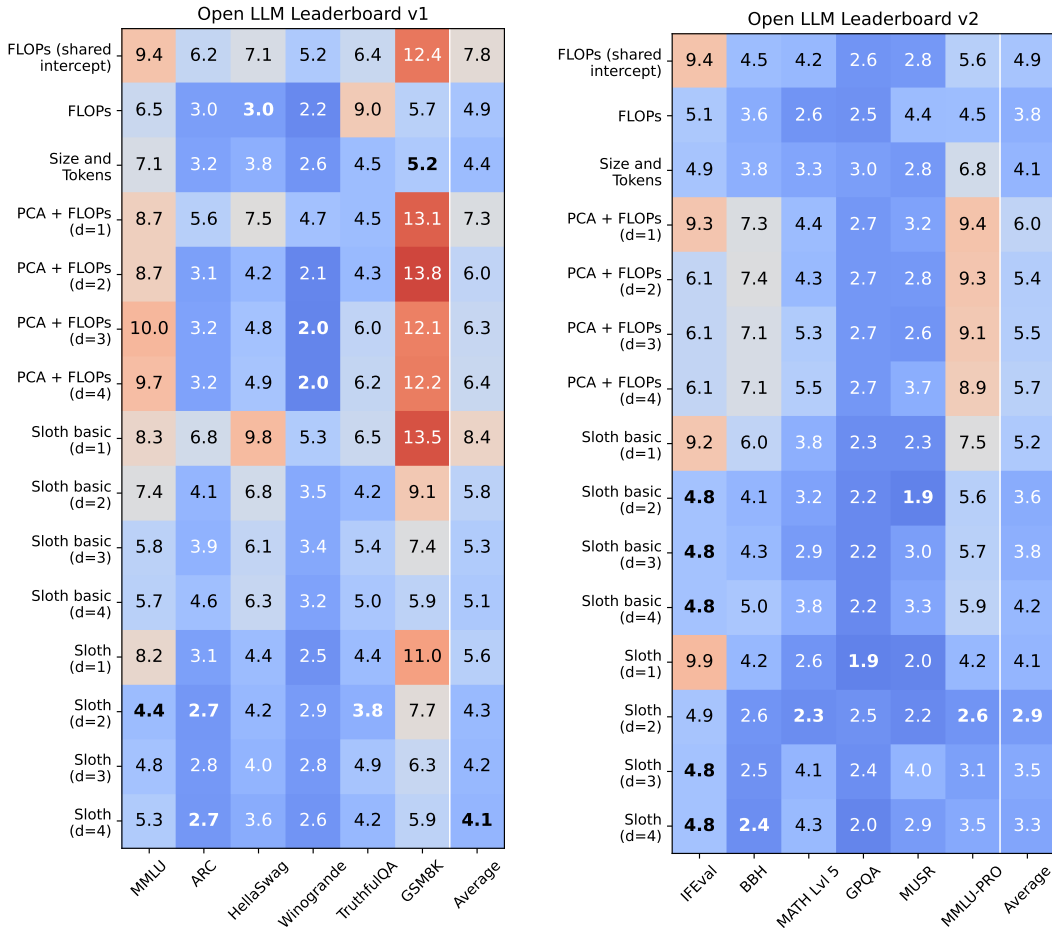 Open LLM Leaderboard v1
FLOPs (shared
intercept)
9.4 6.2 7.1 5.2 6.4 12.4 7.8
FLOPs
6.5 3.0 3.0 2.2 9.0 5.7 4.9
Size and
Tokens
7.1 3.2 3.8 2.6 4.5 5.2 4.4
PCA + FLOPs
(d=1)
8.7 5.6 7.5 4.7 4.5 13.1 7.3
PCA + FLOPs
(d=2)
8.7 3.1 4.2 2.1 4.3 13.8 6.0
PCA + FLOPs
(d=3)
10.0 3.2 4.8 2.0 6.0 12.1 6.3
PCA + FLOPs
(d=4)
9.7 3.2 4.9 2.0 6.2 12.2 6.4
Sloth basic
(d=1)
8.3 6.8 9.8 5.3 6.5 13.5 8.4
Sloth basic
(d=2)
7.4 4.1 6.8 3.5 4.2 9.1 5.8
Sloth basic
(d=3)
5.8 3.9 6.1 3.4 5.4 7.4 5.3
Sloth basic
(d=4)
5.7 4.6 6.3 3.2 5.0 5.9 5.1
Sloth
(d=1)
8.2 3.1 4.4 2.5 4.4 11.0 5.6
Sloth
(d=2)
4.4 2.7 4.2 2.9 3.8 7.7 4.3
Sloth
(d=3)
4.8 2.8 4.0 2.8 4.9 6.3 4.2
Sloth
(d=4)
5.3 2.7 3.6 2.6 4.2 5.9 4.1
MMLU ARC HellaSwag Winogrande TruthfulQA GSM8K Average
Open LLM Leaderboard v2
FLOPs (shared
intercept)
9.4 4.5 4.2 2.6 2.8 5.6 4.9
FLOPs
5.1 3.6 2.6 2.5 4.4 4.5 3.8
Size and
Tokens
4.9 3.8 3.3 3.0 2.8 6.8 4.1
PCA + FLOPs
(d=1)
9.3 7.3 4.4 2.7 3.2 9.4 6.0
PCA + FLOPs
(d=2)
6.1 7.4 4.3 2.7 2.8 9.3 5.4
PCA + FLOPs
(d=3)
6.1 7.1 5.3 2.7 2.6 9.1 5.5
PCA + FLOPs
(d=4)
6.1 7.1 5.5 2.7 3.7 8.9 5.7
Sloth basic
(d=1)
9.2 6.0 3.8 2.3 2.3 7.5 5.2
Sloth basic
(d=2)
4.8 4.1 3.2 2.2 1.9 5.6 3.6
Sloth basic
(d=3)
4.8 4.3 2.9 2.2 3.0 5.7 3.8
Sloth basic
(d=4)
4.8 5.0 3.8 2.2 3.3 5.9 4.2
Sloth
(d=1)
9.9 4.2 2.6 1.9 2.0 4.2 4.1
Sloth
(d=2)
4.9 2.6 2.3 2.5 2.2 2.6 2.9
Sloth
(d=3)
4.8 2.5 4.1 2.4 4.0 3.1 3.5
Sloth
(d=4)
4.8 2.4 4.3 2.0 2.9 3.5 3.3
IFEval BBH MATH Lvl 5 GPQA MUSR MMLU-PRO Average